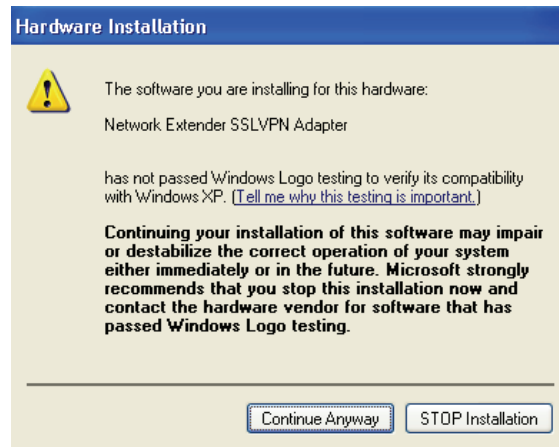 Hardware Installation
The software you are installing for this hardware:
Network Extender SSLVPN Adapter
has not passed Windows Logo testing to verify its compatibility
with Windows XP. (Tell me why this testing is important.)
Continuing your installation of this software may impair
or destabilize the correct operation of your system
either immediately or in the future. Microsoft strongly
recommends that you stop this installation now and
contact the hardware vendor for software that has
passed Windows Logo testing.
Continue Anyway
STOP Installation